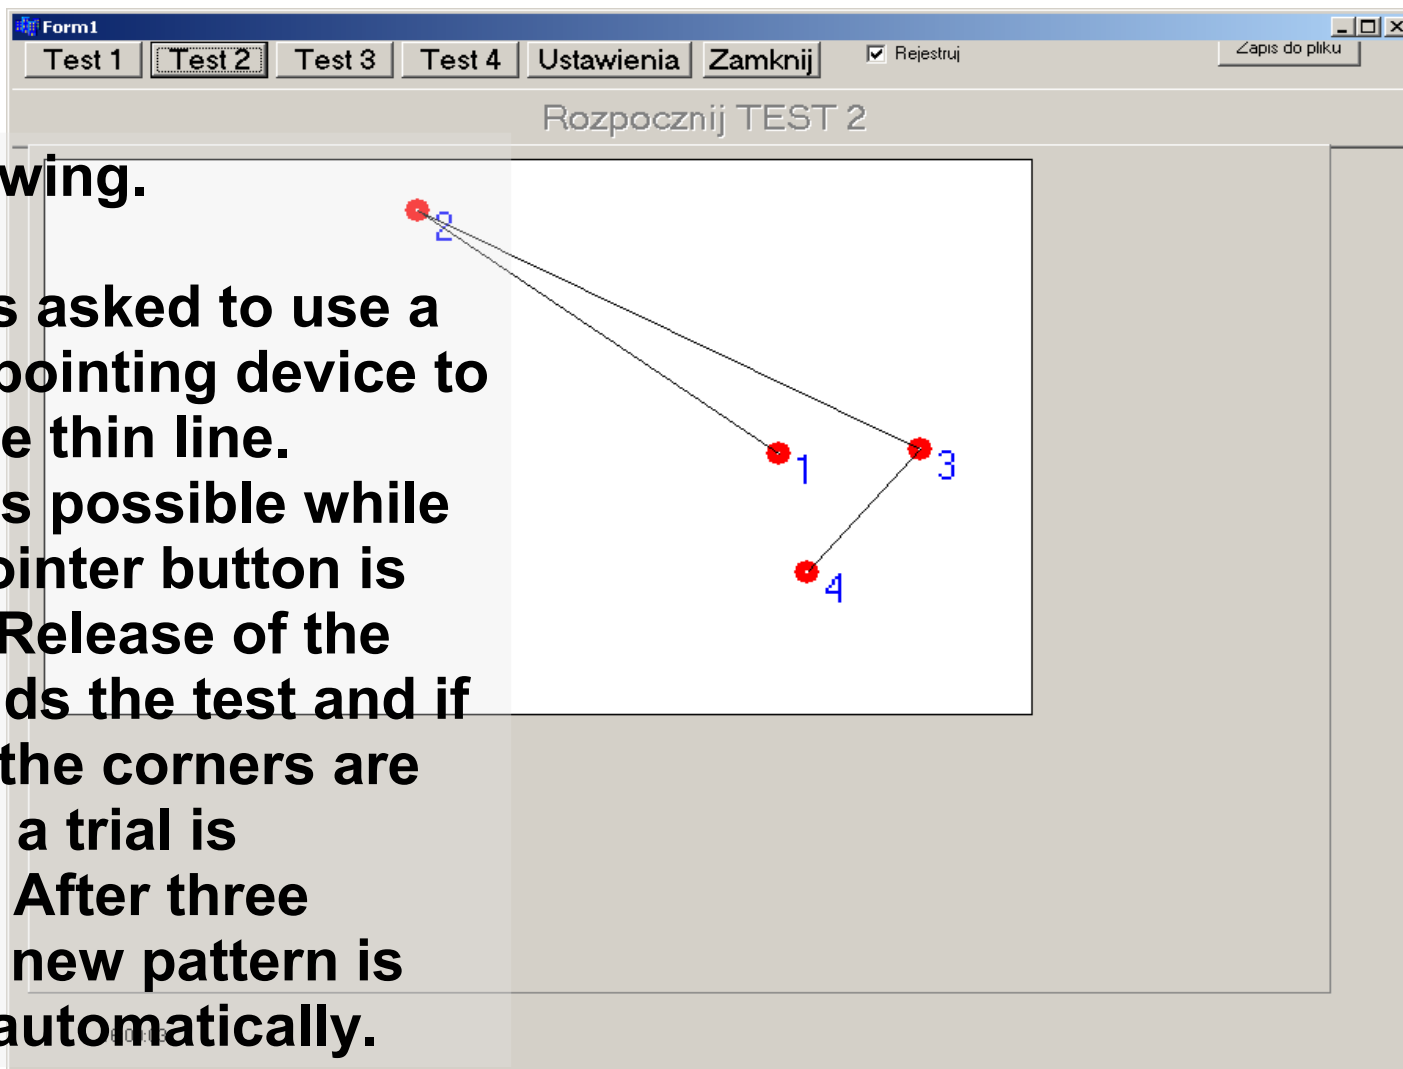 Form1
Test 1 Test 2 Test 3 Test 4 Ustawienia Zamknij Rejestruj Zapis do pliku
Rozpocznij TEST 2
wing.
2
s asked to use a
pointing device to
e thin line.
1
3
s possible while
ointer button is
4
Release of the
ds the test and if
the corners are
a trial is
After three
new pattern is
automatically.